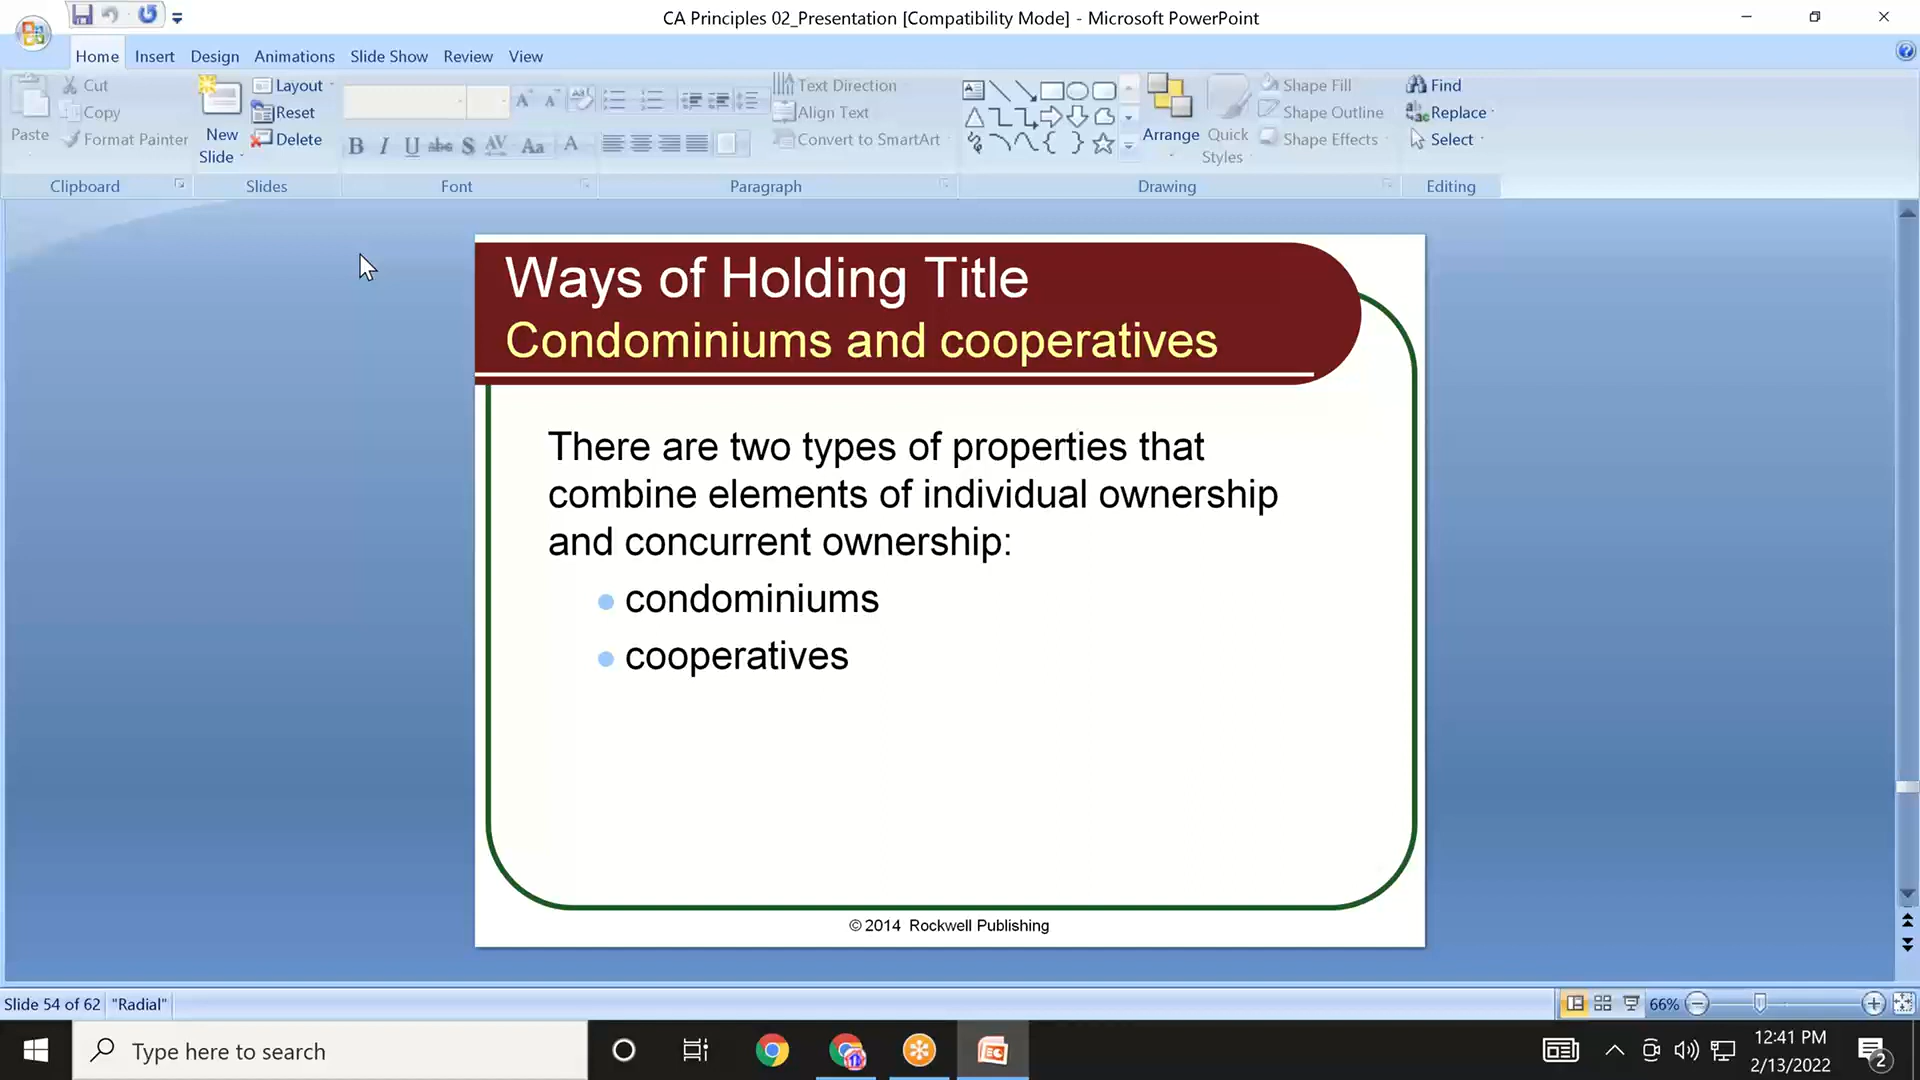 CA Principles 02_Presentation [Compatibility Mode] - Microsoft PowerPoint
Home Insert Design Animations Slide Show Review View
Paste
Cut
Copy
Format Painter
Clipboard
New
Slide
Layout
Reset
Delete
Slides
B I U abc S AV Aa A
Font
Text Direction
Align Text
Convert to SmartArt
Paragraph
Arrange
Quick
Styles
Shape Fill
Shape Outline
Shape Effects
Drawing
Find
Replace
Select
Editing
Ways of Holding Title
Condominiums and cooperatives
There are two types of properties that
combine elements of individual ownership
and concurrent ownership:
condominiums
cooperatives
© 2014 Rockwell Publishing
Slide 54 of 62 "Radial" 66%
Type here to search
12:41 PM
2/13/2022
2